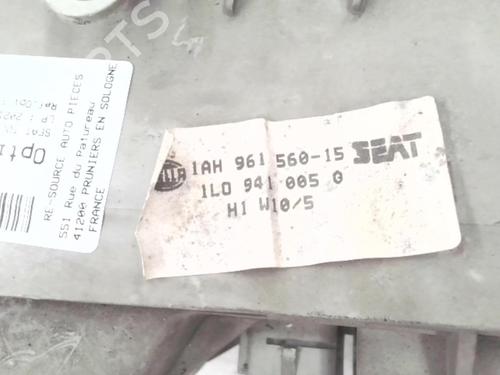 1AH 961 560-15 SEAT
1L0 941 005 G
H1 W10/5
RE-SOURCE AUTO PIECES
551 Rue du Patureau
41200 PRUNIERS EN SOLOGNE
FRANCE
PARTS